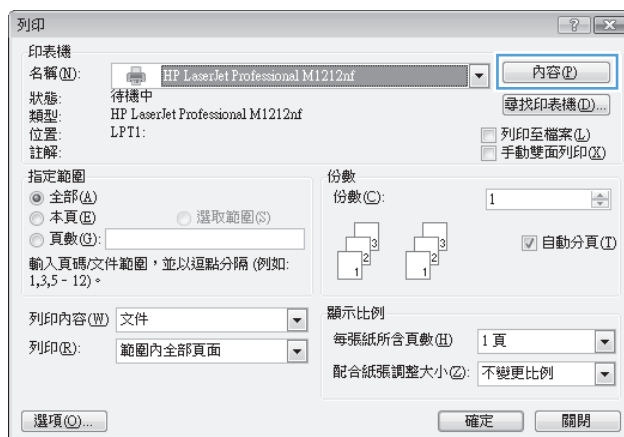 列印
印表機
名稱(N): HP LaserJet Professional M1212nf 內容(P)
狀態: 待機中 尋找印表機(D)...
類型: HP LaserJet Professional M1212nf
位置: LPT1: 列印至檔案(L)
註解: 手動雙面列印(X)
指定範圍
全部(A)
本頁(E) 選取範圍(S)
頁數(G):
輸入頁碼/文件範圍，並以逗點分隔 (例如:
1,3,5 - 12)。
份數
份數(C): 1
3 3
2 2
1 1
自動分頁(T)
列印內容(W) 文件
列印(R): 範圍內全部頁面
顯示比例
每張紙所含頁數(H) 1 頁
配合紙張調整大小(Z): 不變更比例
選項(O)... 確定 關閉